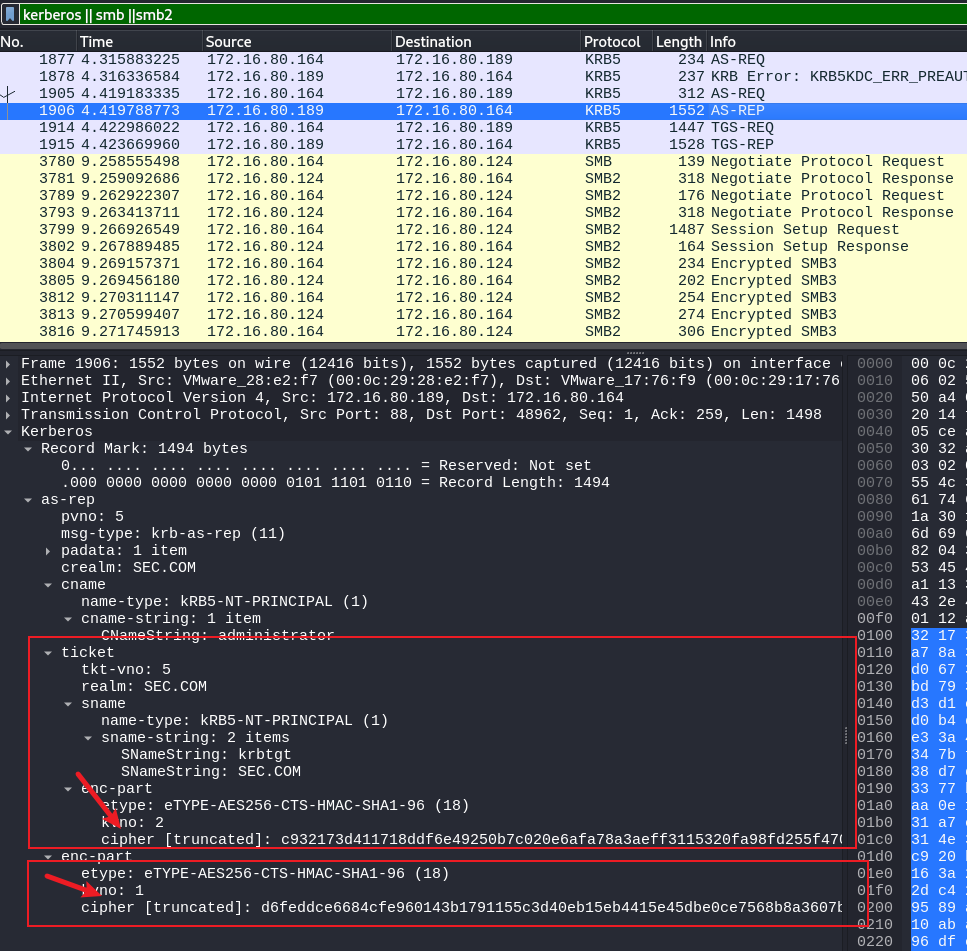 kerberos || smb ||smb2
No. Time Source Destination Protocol Length Info
1877 4.315883225 172.16.80.164 172.16.80.189 KRB5 234 AS-REQ
1878 4.316336584 172.16.80.189 172.16.80.164 KRB5 237 KRB Error: KRB5KDC_ERR_PREAUT
1905 4.419183335 172.16.80.164 172.16.80.189 KRB5 312 AS-REQ
1906 4.419788773 172.16.80.189 172.16.80.164 KRB5 1552 AS-REP
1914 4.422986022 172.16.80.164 172.16.80.189 KRB5 1447 TGS-REQ
1915 4.423669960 172.16.80.189 172.16.80.164 KRB5 1528 TGS-REP
3780 9.258555498 172.16.80.164 172.16.80.124 SMB 139 Negotiate Protocol Request
3781 9.259092686 172.16.80.124 172.16.80.164 SMB2 318 Negotiate Protocol Response
3789 9.262922307 172.16.80.164 172.16.80.124 SMB2 176 Negotiate Protocol Request
3793 9.263413711 172.16.80.124 172.16.80.164 SMB2 318 Negotiate Protocol Response
3799 9.266926549 172.16.80.164 172.16.80.124 SMB2 1487 Session Setup Request
3802 9.267889485 172.16.80.124 172.16.80.164 SMB2 164 Session Setup Response
3804 9.269157371 172.16.80.164 172.16.80.124 SMB2 234 Encrypted SMB3
3805 9.269456180 172.16.80.124 172.16.80.164 SMB2 202 Encrypted SMB3
3812 9.270311147 172.16.80.164 172.16.80.124 SMB2 254 Encrypted SMB3
3813 9.270599407 172.16.80.124 172.16.80.164 SMB2 274 Encrypted SMB3
3816 9.271745913 172.16.80.164 172.16.80.124 SMB2 306 Encrypted SMB3
Frame 1906: 1552 bytes on wire (12416 bits), 1552 bytes captured (12416 bits) on interface 0000 00 0c
Ethernet II, Src: VMware_28:e2:f7 (00:0c:29:28:e2:f7), Dst: VMware_17:76:f9 (00:0c:29:17:76 0010 06 02
Internet Protocol Version 4, Src: 172.16.80.189, Dst: 172.16.80.164 0020 50 a4
Transmission Control Protocol, Src Port: 88, Dst Port: 48962, Seq: 1, Ack: 259, Len: 1498 0030 20 14
Kerberos 0040 05 ce
Record Mark: 1494 bytes 0050 30 32
0... .... .... .... .... .... .... .... = Reserved: Not set 0060 03 02
.000 0000 0000 0000 0000 0101 1101 0110 = Record Length: 1494 0070 55 4c
as-rep 0080 61 74
pvno: 5 0090 1a 30
msg-type: krb-as-rep (11) 00a0 6d 69
padata: 1 item 00b0 82 04
crealm: SEC.COM 00c0 53 45
cname 00d0 a1 13
name-type: kRB5-NT-PRINCIPAL (1) 00e0 43 2e
cname-string: 1 item 00f0 01 12
CNameString: administrator 0100 32 17
ticket 0110 a7 8a
tkt-vno: 5 0120 d0 67
realm: SEC.COM 0130 bd 79
sname 0140 d3 d1
name-type: kRB5-NT-PRINCIPAL (1) 0150 d0 b4
sname-string: 2 items 0160 e3 3a
SNameString: krbtgt 0170 34 7b
SNameString: SEC.COM 0180 38 d7
enc-part 0190 33 77
etype: eTYPE-AES256-CTS-HMAC-SHA1-96 (18) 01a0 aa 0e
kvno: 2 01b0 31 a7
cipher [truncated]: c932173d411718ddf6e49250b7c020e6afa78a3aeff3115320fa98fd255f470 01c0 31 4e
enc-part 01d0 c9 20
etype: eTYPE-AES256-CTS-HMAC-SHA1-96 (18) 01e0 16 3a
kvno: 1 01f0 2d c4
cipher [truncated]: d6feddce6684cfe960143b1791155c3d40eb15eb4415e45dbe0ce7568b8a3607b 0200 95 89
0210 10 ab
0220 96 df